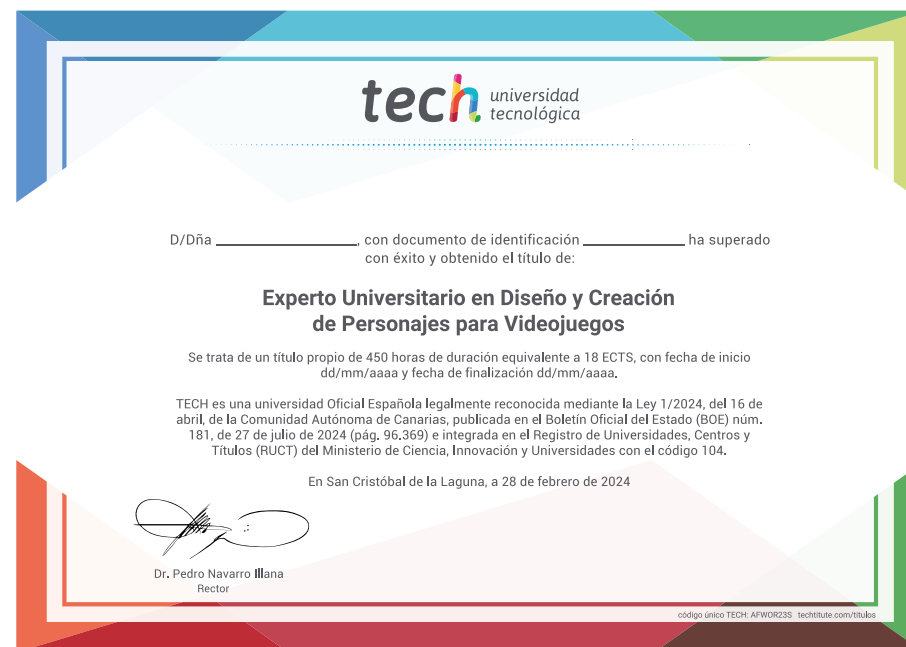 tech universidad
tecnológica
D/Dña ________________, con documento de identificación ____________ ha superado
con éxito y obtenido el título de:
Experto Universitario en Diseño y Creación
de Personajes para Videojuegos
Se trata de un título propio de 450 horas de duración equivalente a 18 ECTS, con fecha de inicio
dd/mm/aaaa y fecha de finalización dd/mm/aaaa.
TECH es una universidad Oficial Española legalmente reconocida mediante la Ley 1/2024, del 16 de
abril, de la Comunidad Autónoma de Canarias, publicada en el Boletín Oficial del Estado (BOE) núm.
181, de 27 de julio de 2024 (pág. 96.369) e integrada en el Registro de Universidades, Centros y
Títulos (RUCT) del Ministerio de Ciencia, Innovación y Universidades con el código 104.
En San Cristóbal de la Laguna, a 28 de febrero de 2024
Dr. Pedro Navarro Illana
Rector
código único TECH: AFWOR23S techtitute.com/titulos